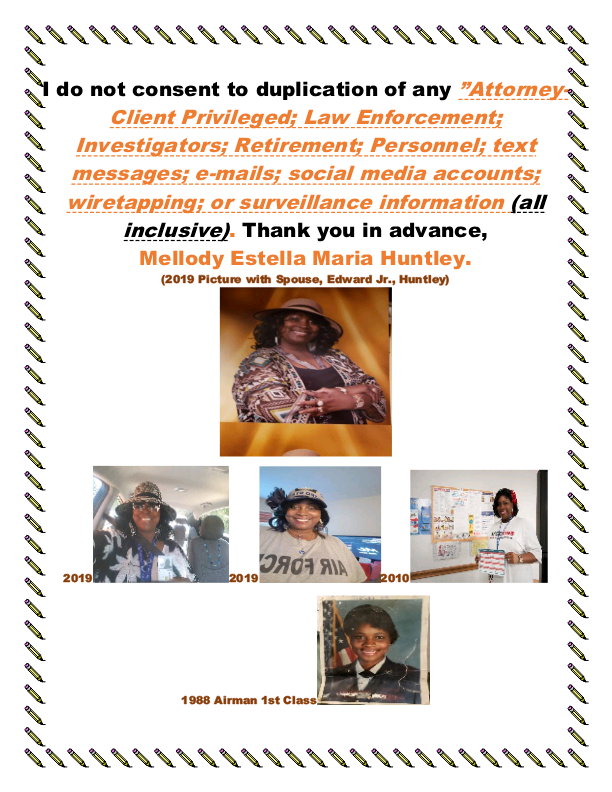 I do not consent to duplication of any ”Attorney-
Client Privileged; Law Enforcement;
Investigators; Retirement; Personnel; text
messages; e-mails; social media accounts;
wiretapping; or surveillance information (all
inclusive). Thank you in advance,
Mellody Estella Maria Huntley.
(2019 Picture with Spouse, Edward Jr., Huntley)
AIR FORC
2019
2019
2010
1988 Airman 1st Class